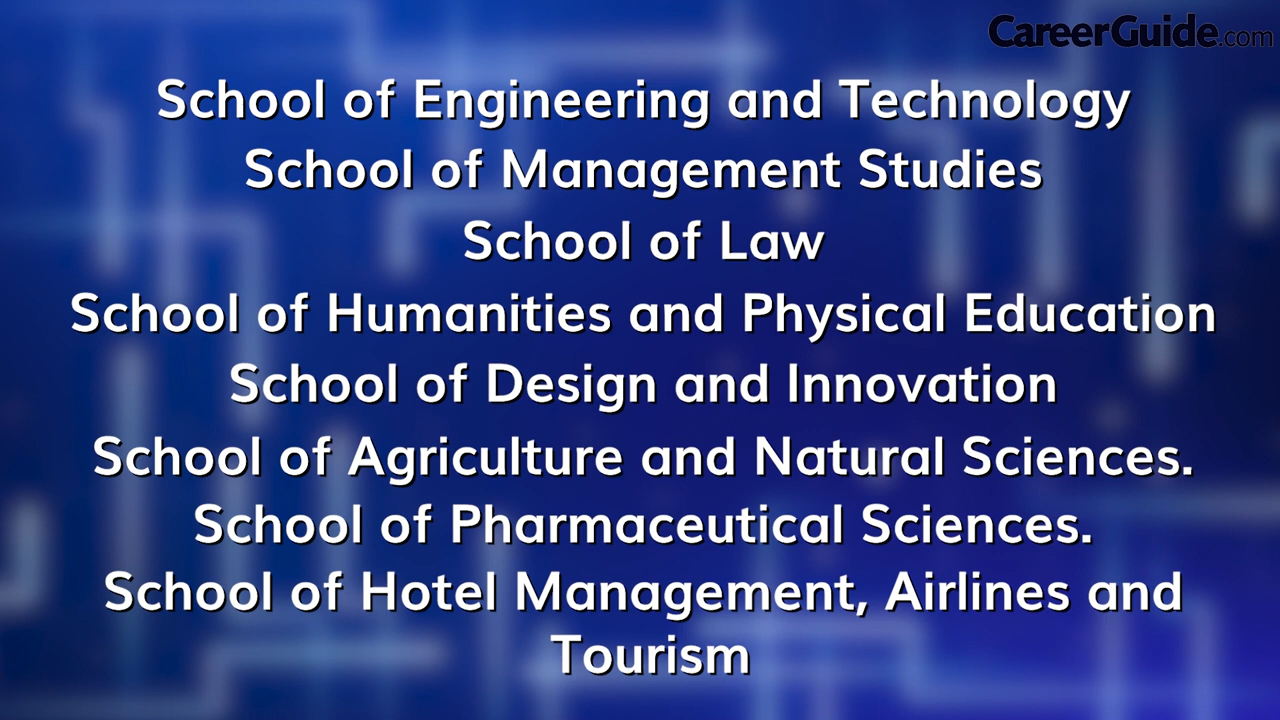 CareerGuide.com
School of Engineering and Technology
School of Management Studies
School of Law
School of Humanities and Physical Education
School of Design and Innovation
School of Agriculture and Natural Sciences.
School of Pharmaceutical Sciences.
School of Hotel Management, Airlines and
Tourism